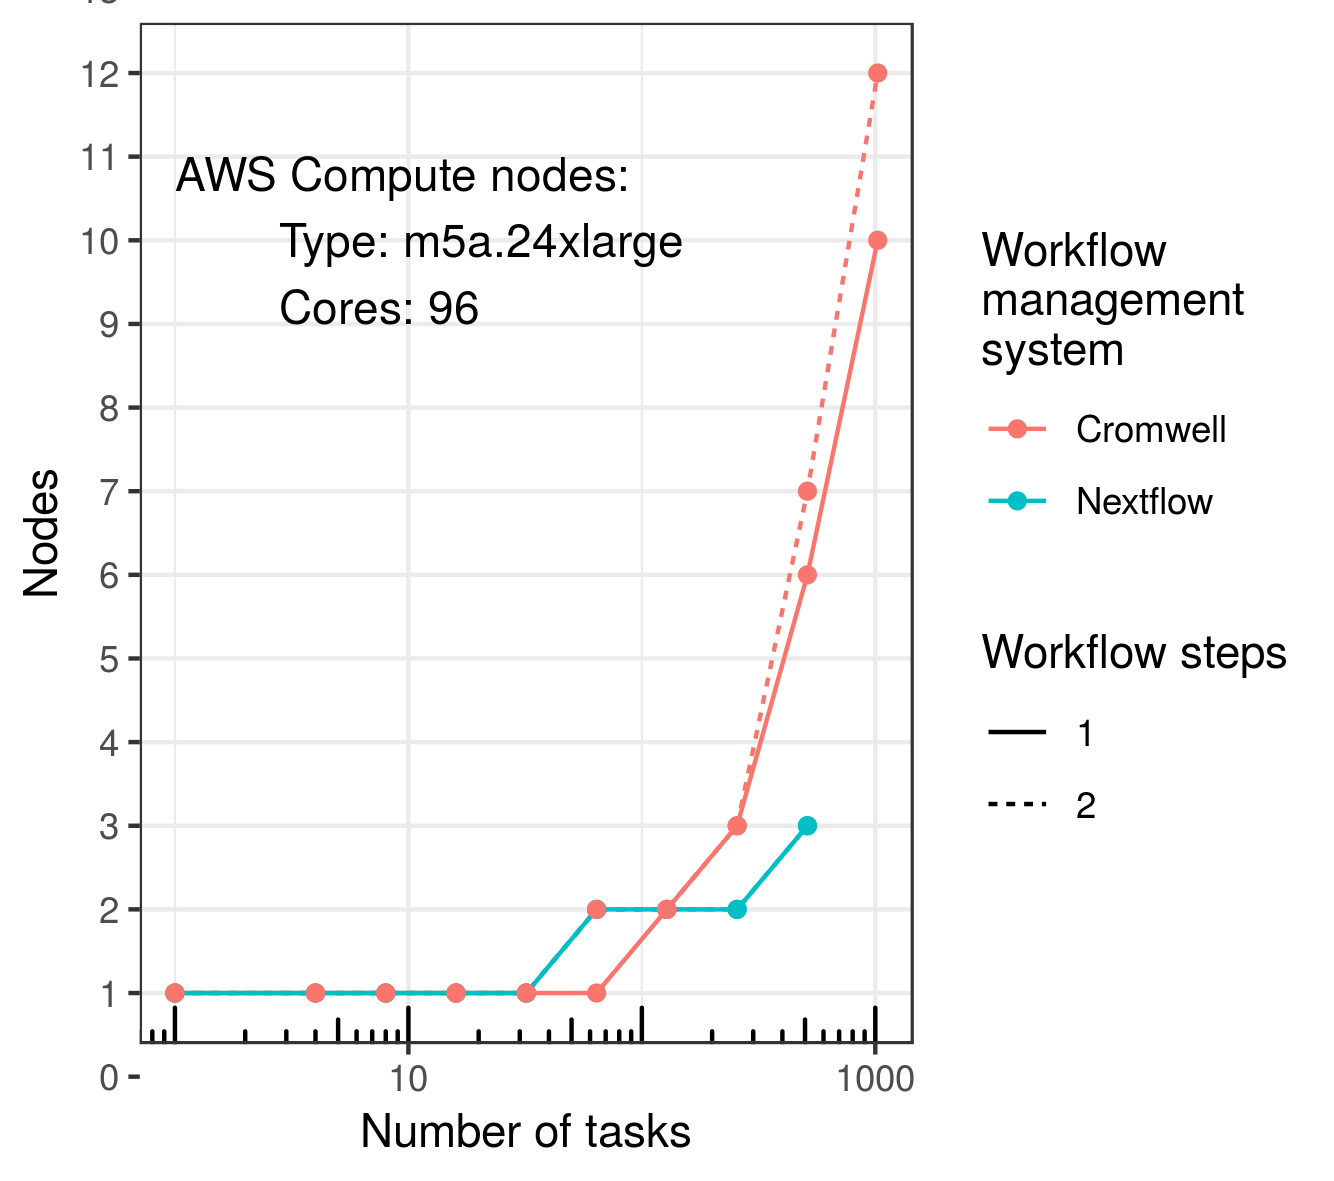 12
11
10
9
8
7
6
5
4
3
2
1
0
Nodes
AWS Compute nodes:
Type: m5a.24xlarge
Cores: 96
10
1000
Number of tasks
Workflow
management
system
Cromwell
Nextflow
Workflow steps
1
2